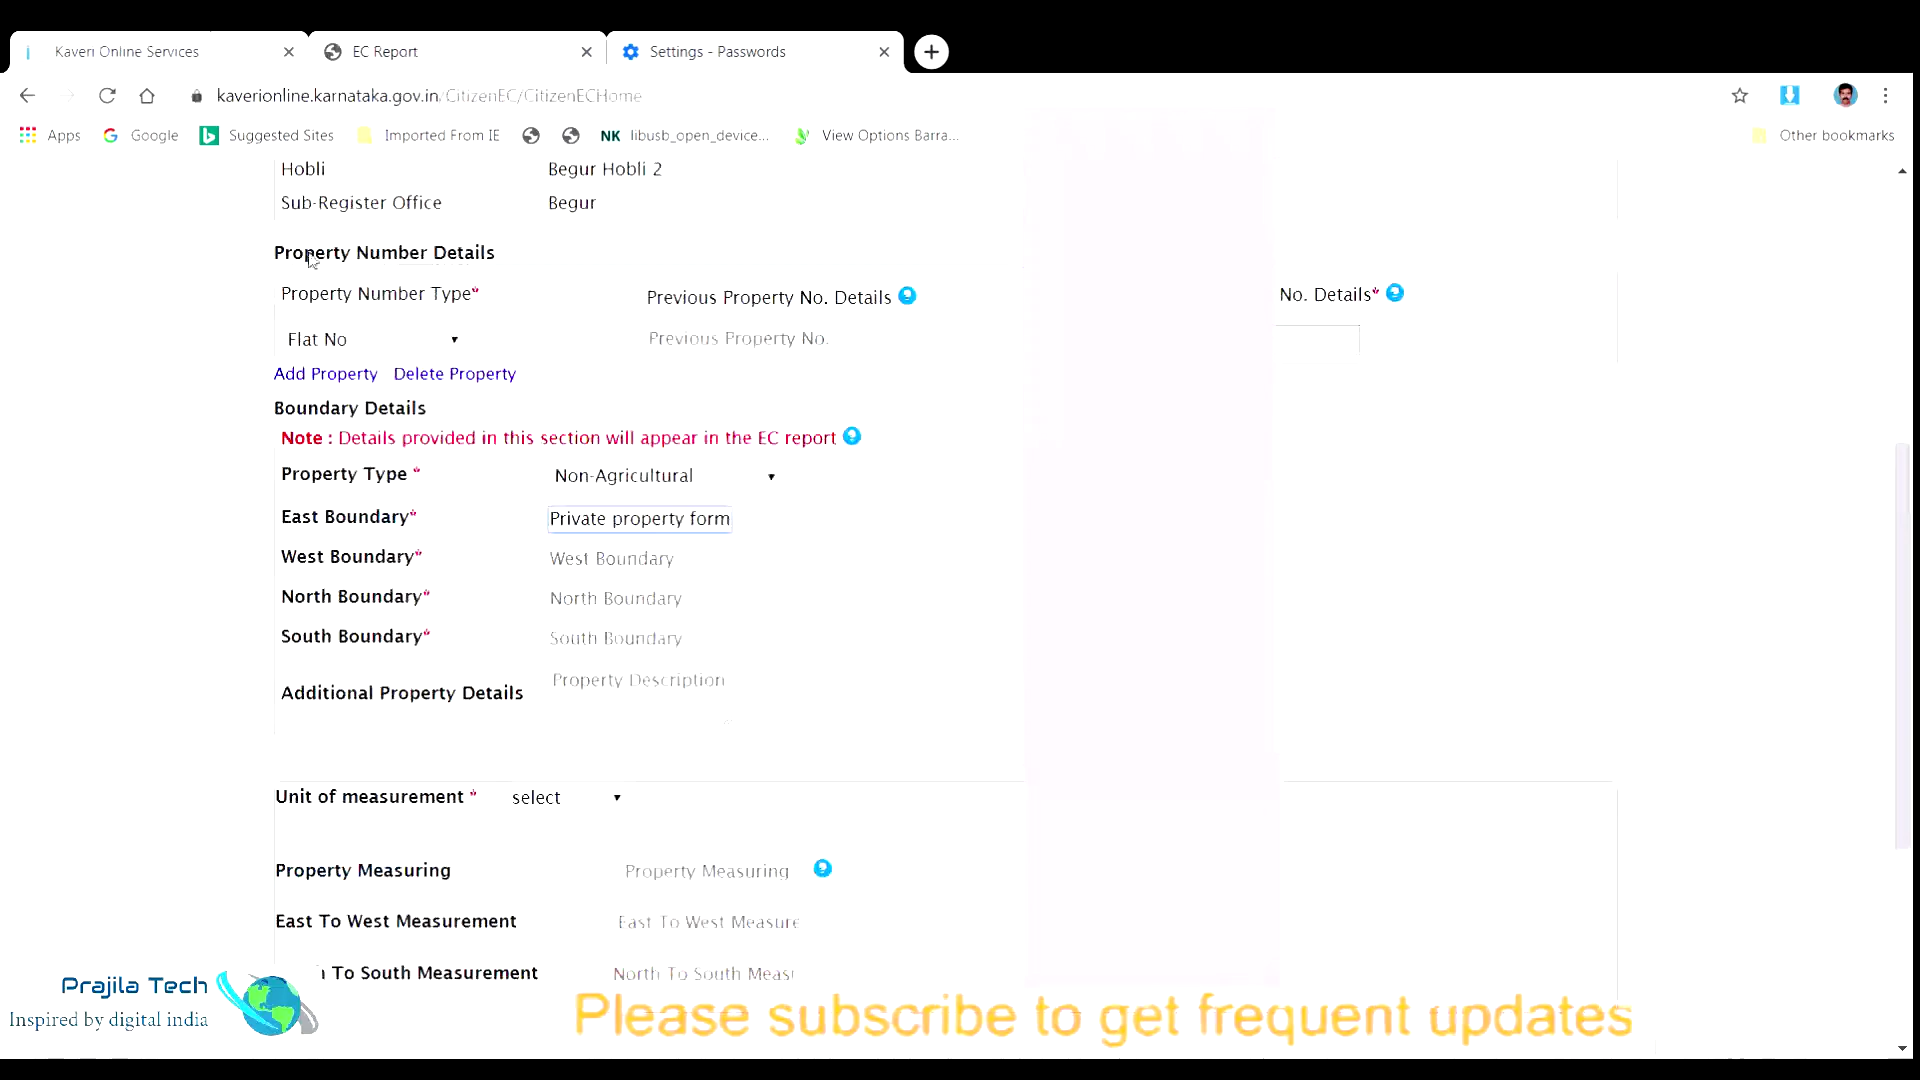 Kaveri Online Services
EC Report
Settings - Passwords
kaverionline.karnataka.gov.in/CitizenEC/CitizenECHome
Apps
Google
Suggested Sites
Imported From IE
NK libusb_open_device...
View Options Barra...
Other bookmarks
Hobli Begur Hobli 2
Sub-Register Office Begur
Property Number Details
Property Number Type* Previous Property No. Details No. Details*
Flat No Previous Property No.
Add Property Delete Property
Boundary Details
Note : Details provided in this section will appear in the EC report
Property Type * Non-Agricultural
East Boundary* Private property form
West Boundary* West Boundary
North Boundary* North Boundary
South Boundary* South Boundary
Additional Property Details Property Description
Unit of measurement * select
Property Measuring Property Measuring
East To West Measurement East To West Measure
To South Measurement North To South Meas
Prajila Tech
Inspired by digital india
Please subscribe to get frequent updates